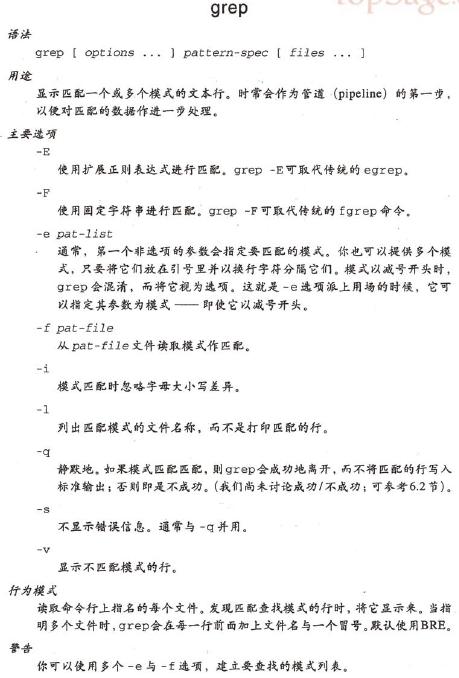 grep
TopSage.
语法
grep [ options ... ] pattern-spec [ files ... ]
用途
显示匹配一个或多个模式的文本行。时常会作为管道 (pipeline) 的第一步,
以便对匹配的数据作进一步处理。
主要选项
-E
使用扩展正则表达式进行匹配。grep -E可取代传统的egrep。
-F
使用固定字符串进行匹配。grep -F可取代传统的fgrep命令。
-e pat-list
通常, 第一个非选项的参数会指定要匹配的模式。你也可以提供多个模
式, 只要将它们放在引号里并以换行字符分隔它们。模式以减号开头时,
grep会混淆, 而将它视为选项。这就是-e选项派上用场的时候, 它可
以指定其参数为模式 —— 即使它以减号开头。
-f pat-file
从pat-file文件读取模式作匹配。
-i
模式匹配时忽略字母大小写差异。
-l
列出匹配模式的文件名称, 而不是打印匹配的行。
-q
静默地。如果模式匹配匹配, 则grep会成功地离开, 而不将匹配的行写入
标准输出; 否则即是不成功。(我们尚未讨论成功/不成功; 可参考6.2节)。
-s
不显示错误信息。通常与-q并用。
-v
显示不匹配模式的行。
行为模式
读取命令行上指名的每个文件。发现匹配查找模式的行时, 将它显示来。当指
明多个文件时, grep会在每一行前面加上文件名与一个冒号。默认使用BRE。
警告
你可以使用多个-e与-f选项, 建立要查找的模式列表。